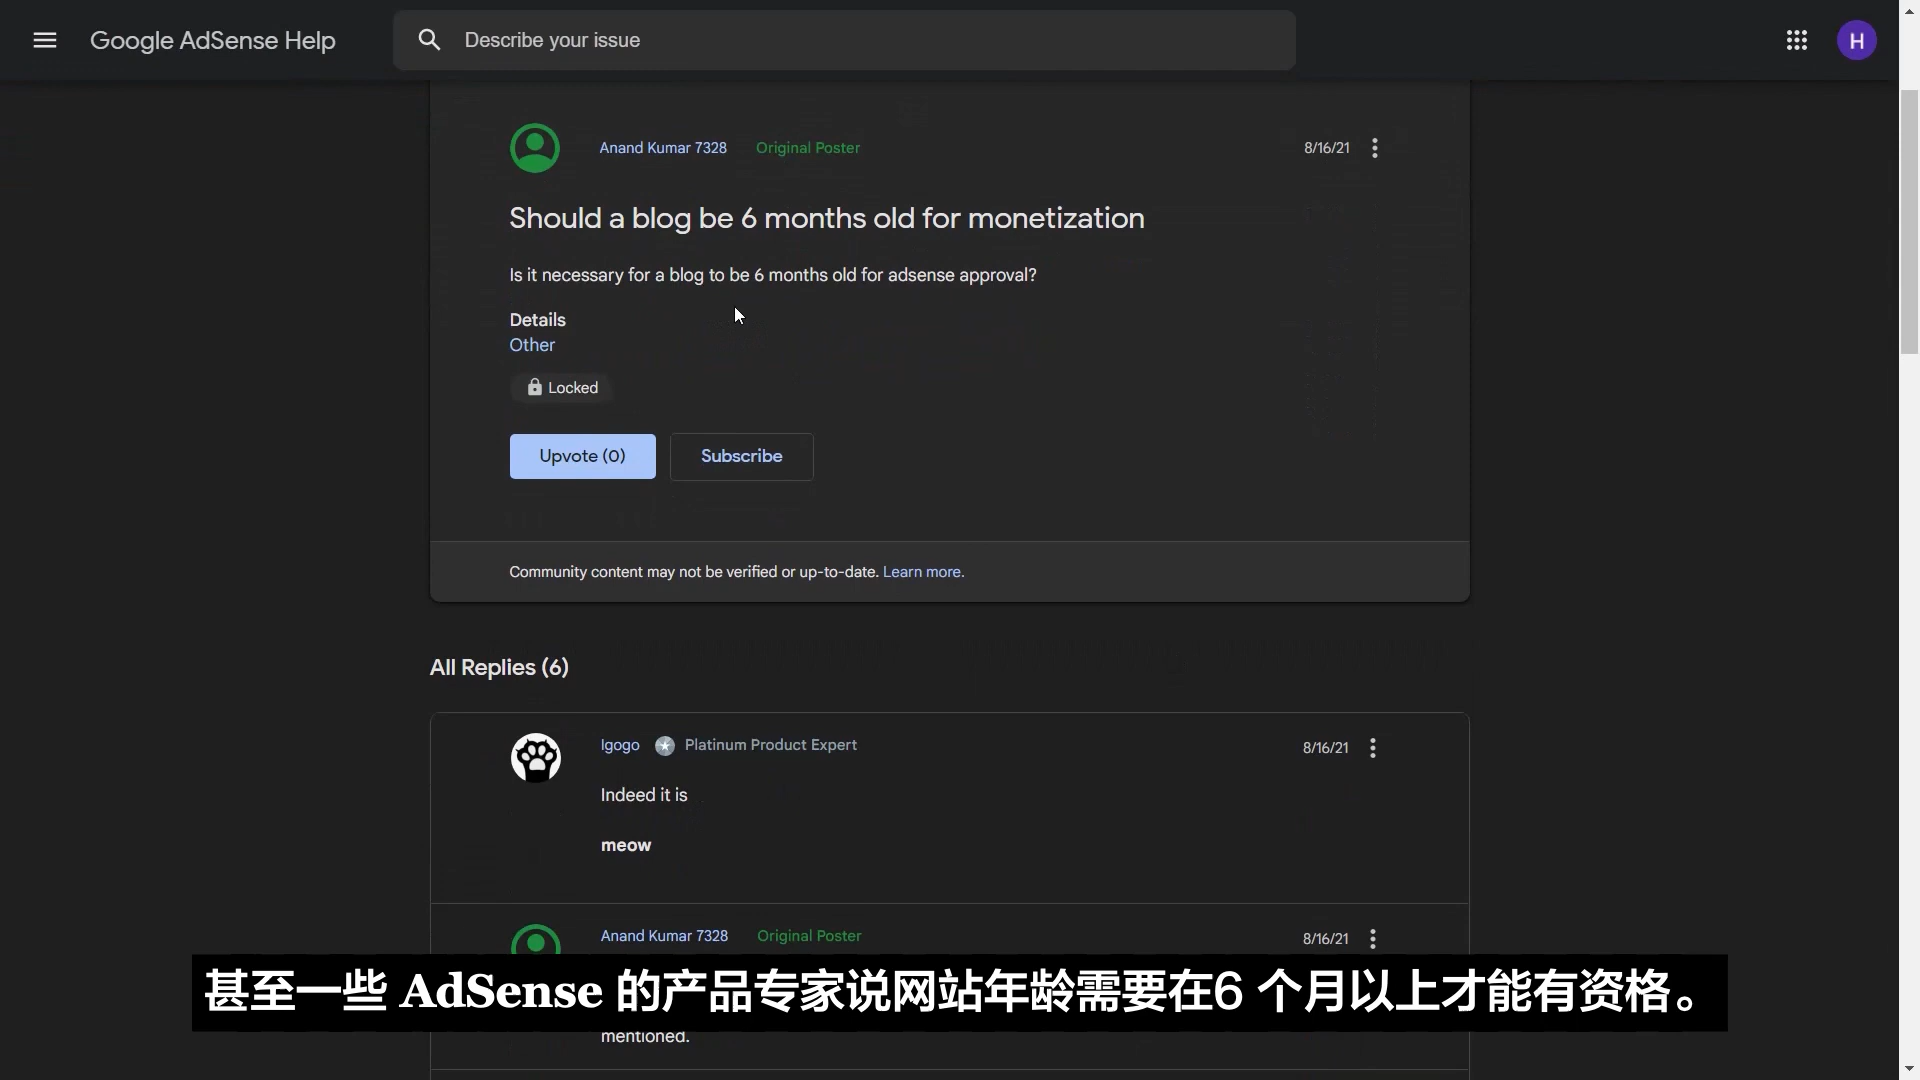 Google AdSense Help
Describe your issue
H
Anand Kumar 7328 Original Poster 8/16/21
Should a blog be 6 months old for monetization
Is it necessary for a blog to be 6 months old for adsense approval?
Details
Other
Locked
Upvote (0) Subscribe
Community content may not be verified or up-to-date. Learn more.
All Replies (6)
Igogo Platinum Product Expert 8/16/21
Indeed it is
meow
Anand Kumar 7328 Original Poster 8/16/21
甚至一些 AdSense 的产品专家说网站年龄需要在6 个月以上才能有资格。
mentioned.